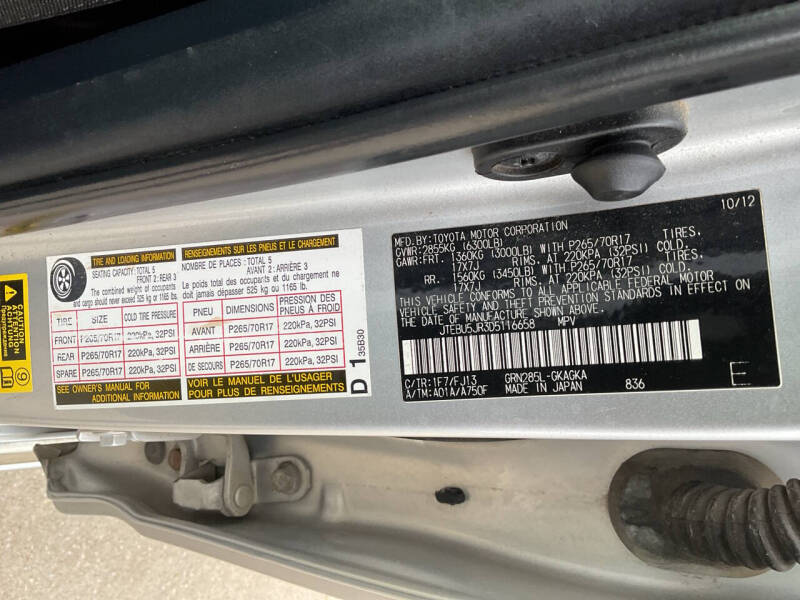 CAUTION
ATTENTION
ACHTUNG
TIRE AND LOADING INFORMATION
SEATING CAPACITY: TOTAL 5
FRONT 2: REAR 3
The combined weight of occupants
and cargo should never exceed 525 kg or 1165 lbs.
TIRE SIZE COLD TIRE PRESSURE
FRONT P265/70R17 220kPa, 32PSI
REAR P265/70R17 220kPa, 32PSI
SPARE P265/70R17 220kPa, 32PSI
SEE OWNER'S MANUAL FOR
ADDITIONAL INFORMATION
RENSEIGNEMENTS SUR LES PNEUS ET LE CHARGEMENT
NOMBRE DE PLACES: TOTAL 5
AVANT 2: ARRIÈRE 3
Le poids total des occupants et du chargement ne
doit jamais dépasser 525 kg ou 1165 lb.
PNEU DIMENSIONS PRESSION DES
PNEUS À FROID
AVANT P265/70R17 220kPa, 32PSI
ARRIÈRE P265/70R17 220kPa, 32PSI
DE SECOURS P265/70R17 220kPa, 32PSI
VOIR LE MANUEL DE L'USAGER
POUR PLUS DE RENSEIGNEMENTS
D 1 35B30
10/12
MFD.BY:TOYOTA MOTOR CORPORATION
GVWR:2855KG (6300LB)
GAWR:FRT. 1360KG (3000LB) WITH P265/70R17 TIRES.
17X7J RIMS. AT 220KPA (32PSI) COLD.
RR. 1560KG (3450LB) WITH P265/70R17 TIRES.
17X7J RIMS. AT 220KPA (32PSI) COLD.
THIS VEHICLE CONFORMS TO ALL APPLICABLE FEDERAL MOTOR
VEHICLE SAFETY AND THEFT PREVENTION STANDARDS IN EFFECT ON
THE DATE OF MANUFACTURE SHOWN ABOVE.
JTEBU5JR3D5116658 MPV
C/TR:1F7/FJ13 GRN285L-GKAGKA
A/TM:A01A/A750F MADE IN JAPAN 836
E